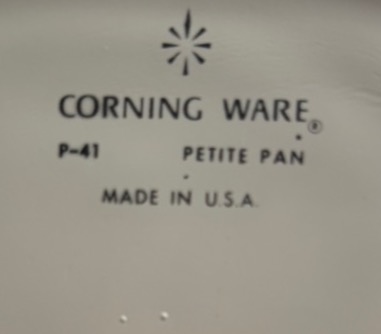 CORNING WARE®
P-41 PETITE PAN
MADE IN U.S.A.